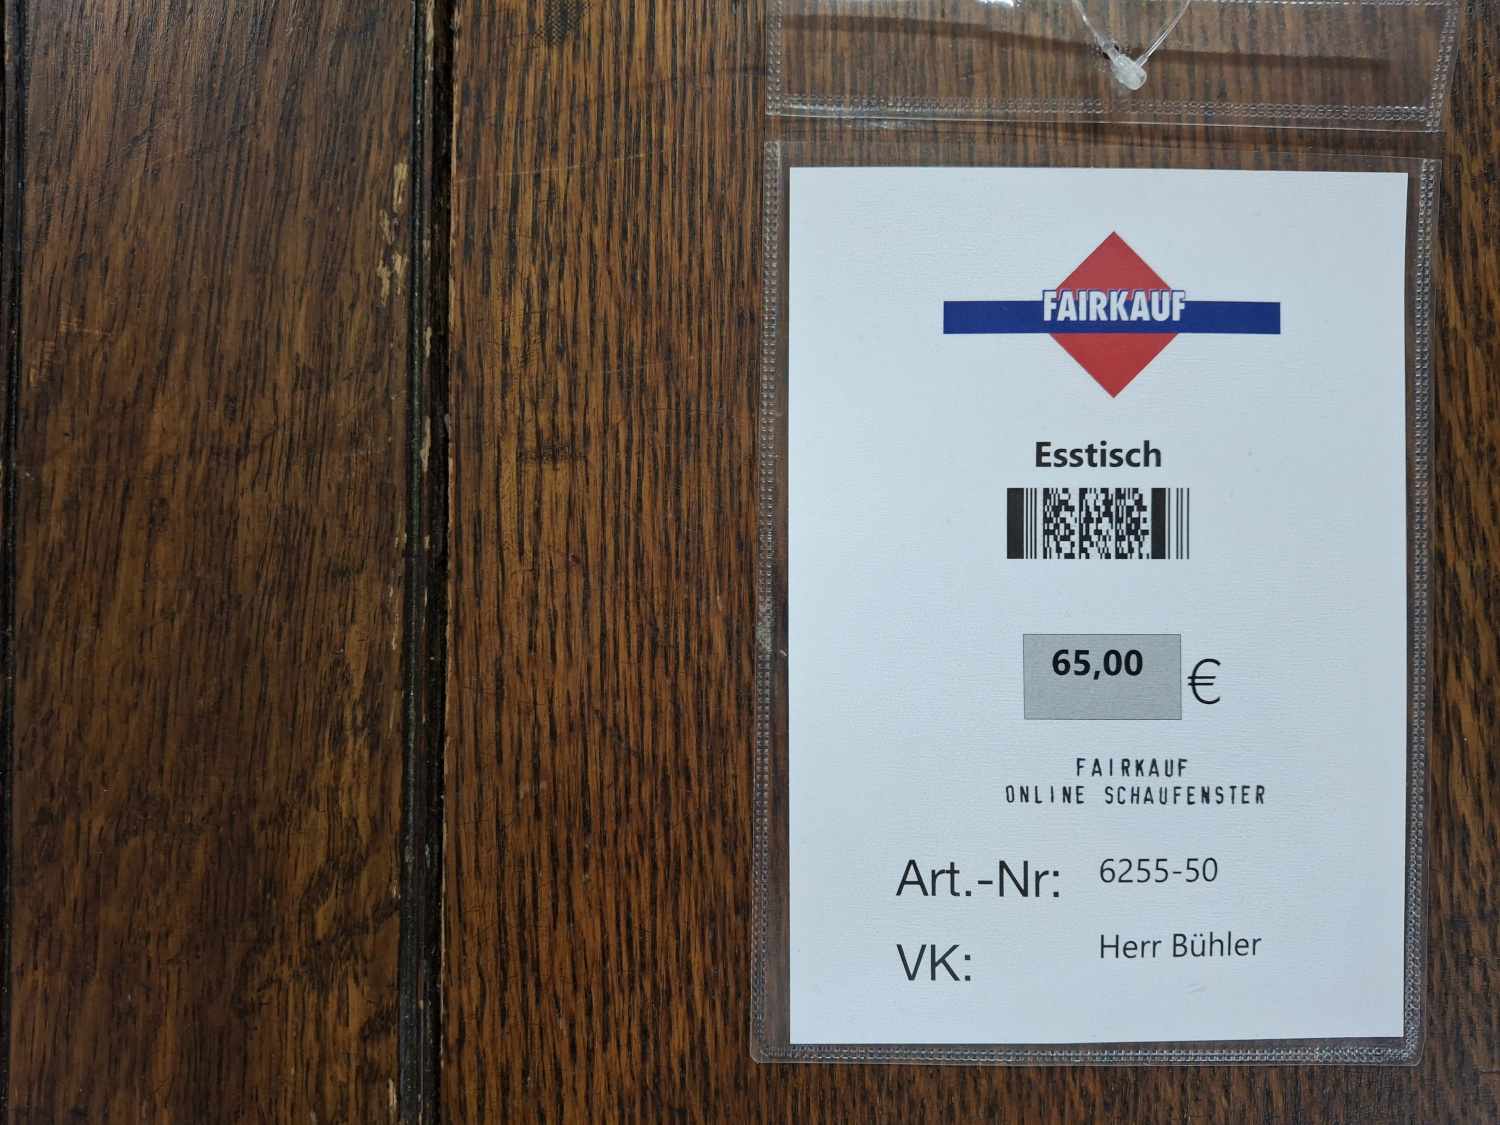 FAIRKAUF
Esstisch
65,00 €
FAIRKAUF
ONLINE SCHAUFENSTER
Art.-Nr: 6255-50
VK: Herr Bühler